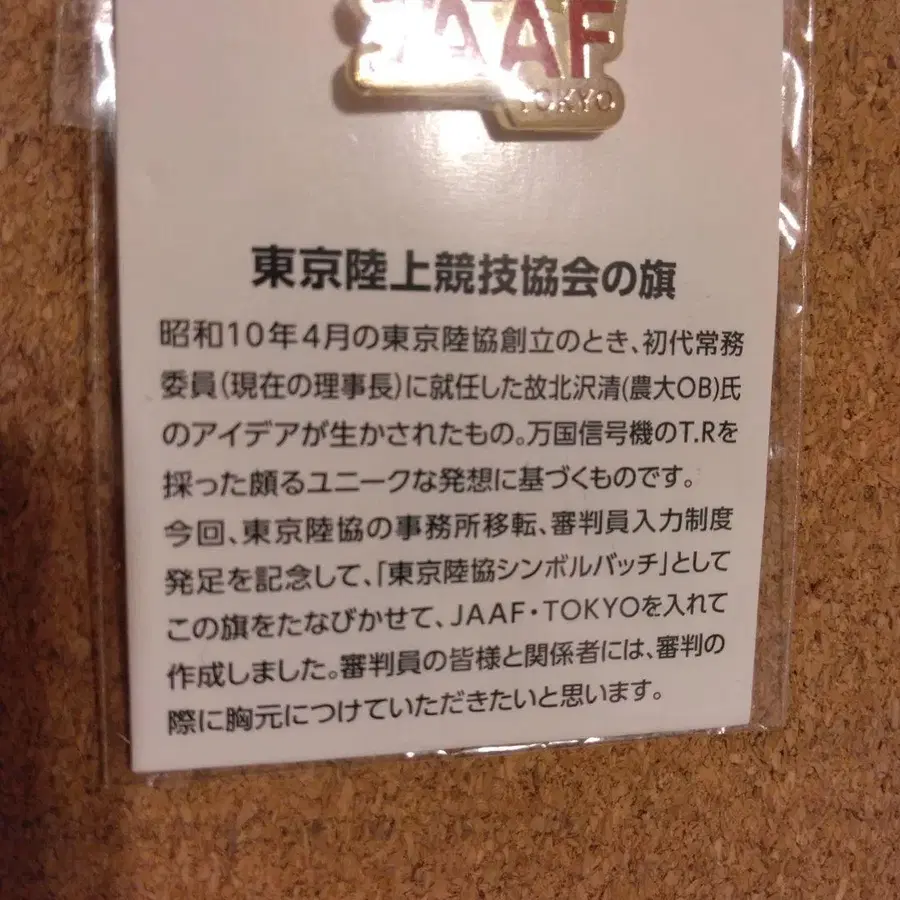 JAAF
TOKYO
東京陸上競技協会の旗
昭和10年4月の東京陸協創立のとき、初代常務
委員(現在の理事長)に就任した故北沢清(農大OB)氏
のアイデアが生かされたもの。万国信号機のT.Rを
採った頗るユニークな発想に基づくものです。
今回、東京陸協の事務所移転、審判員入力制度
発足を記念して、「東京陸協シンボルバッチ」として
この旗をたなびかせて、JAAF・TOKYOを入れて
作成しました。審判員の皆様と関係者には、審判の
際に胸元につけていただきたいと思います。